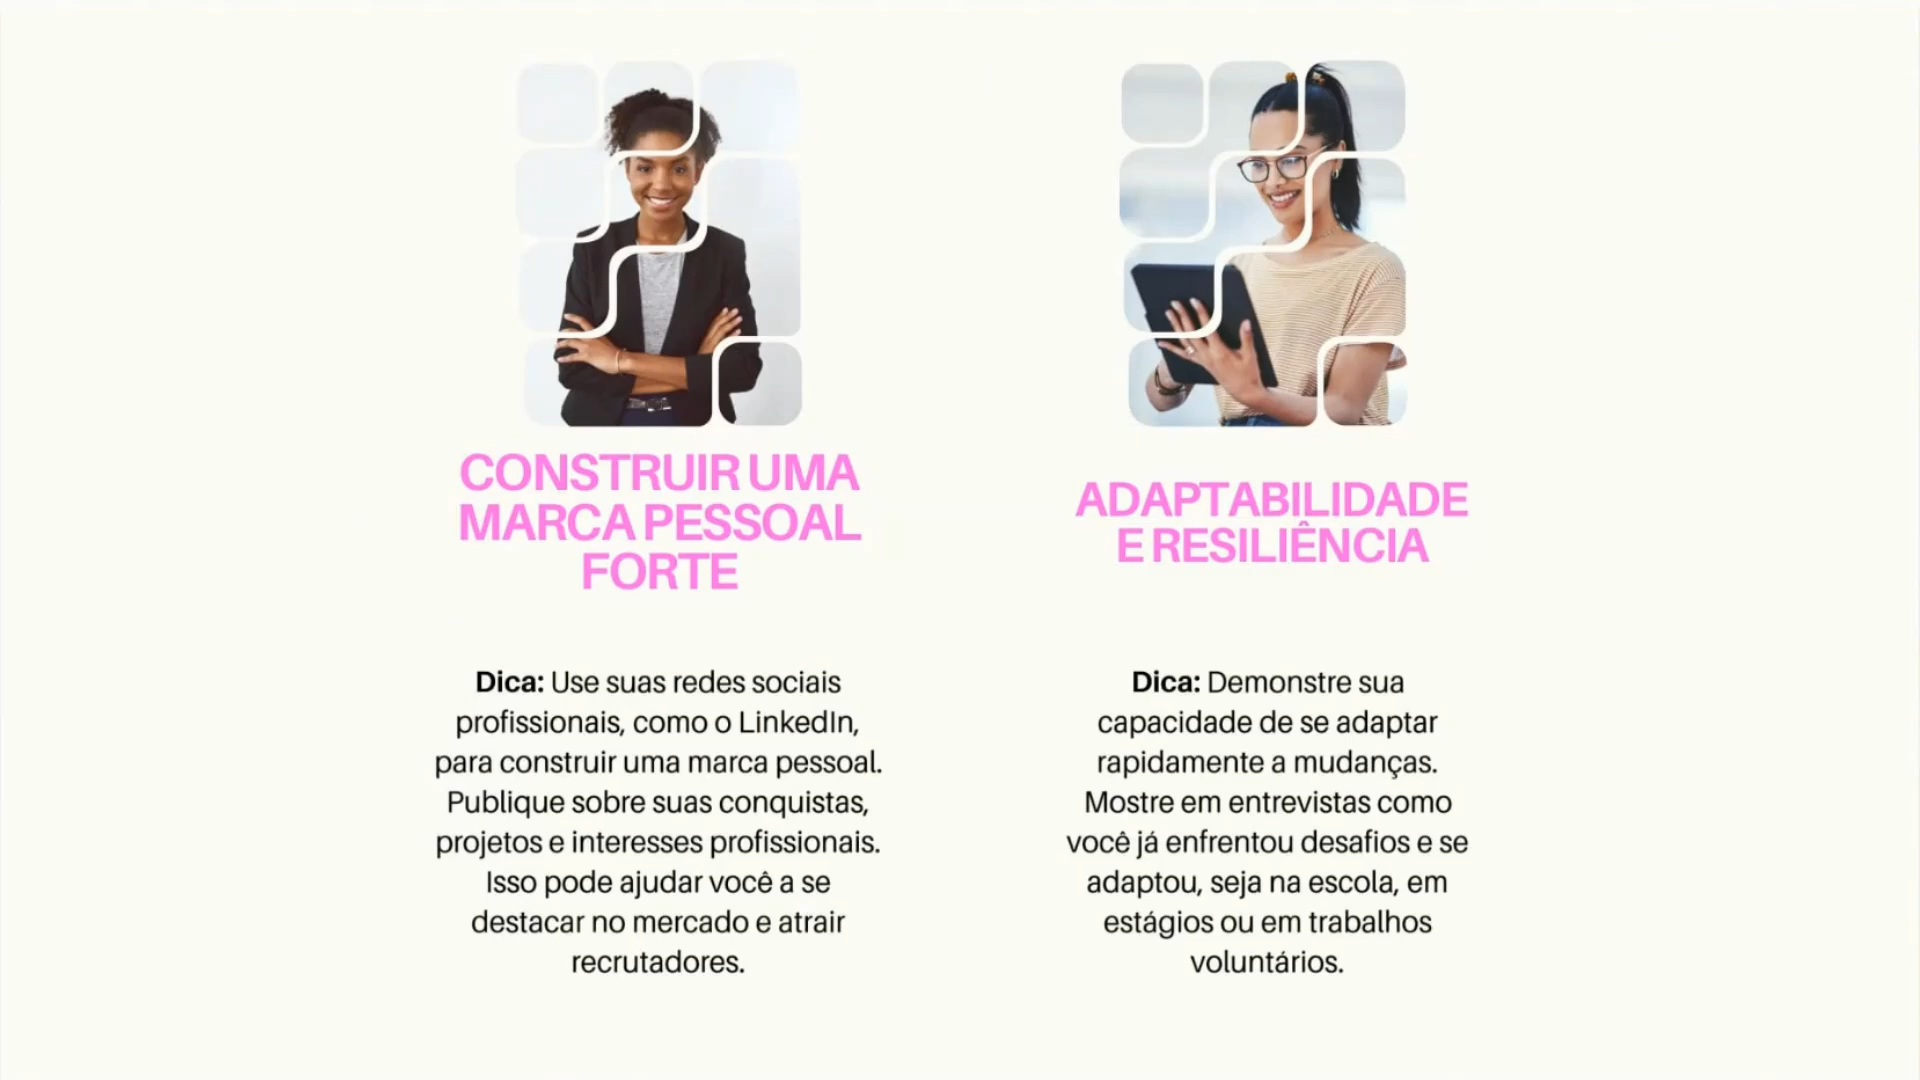 CONSTRUIR UMA
MARCA PESSOAL
FORTE
Dica: Use suas redes sociais
profissionais, como o LinkedIn,
para construir uma marca pessoal.
Publique sobre suas conquistas,
projetos e interesses profissionais.
Isso pode ajudar você a se
destacar no mercado e atrair
recrutadores.
ADAPTABILIDADE
E RESILIÊNCIA
Dica: Demonstre sua
capacidade de se adaptar
rapidamente a mudanças.
Mostre em entrevistas como
você já enfrentou desafios e se
adaptou, seja na escola, em
estágios ou em trabalhos
voluntários.